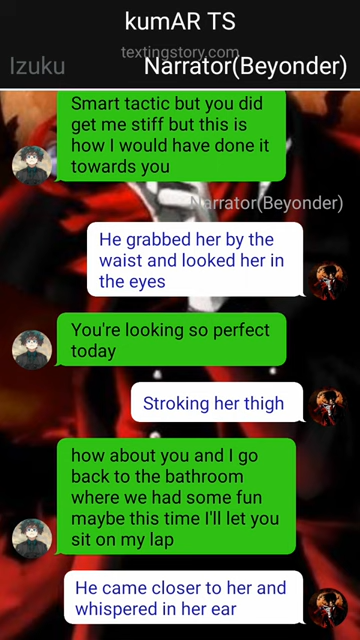 kumAR TS
textingstory.com
Izuku
Narrator(Beyonder)
Smart tactic but you did
get me stiff but this is
how I would have done it
towards you
Narrator(Beyonder)
He grabbed her by the
waist and looked her in
the eyes
You're looking so perfect
today
Stroking her thigh
how about you and I go
back to the bathroom
where we had some fun
maybe this time I'll let you
sit on my lap
He came closer to her and
whispered in her ear